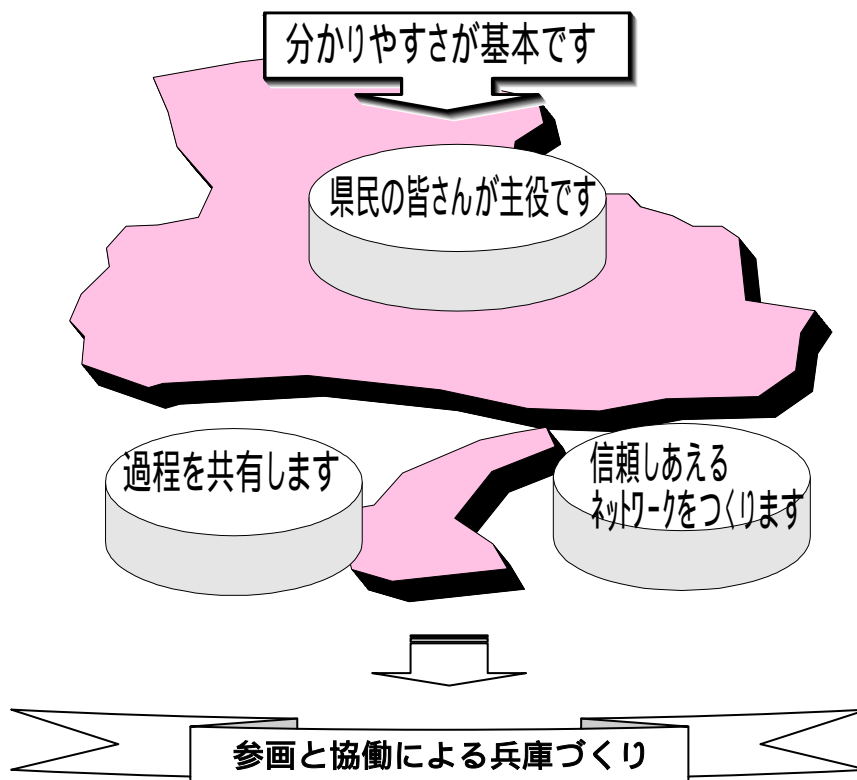 分かりやすさが基本です
県民の皆さんが主役です
過程を共有します
信頼しあえる
ネットワークをつくります
参画と協働による兵庫づくり